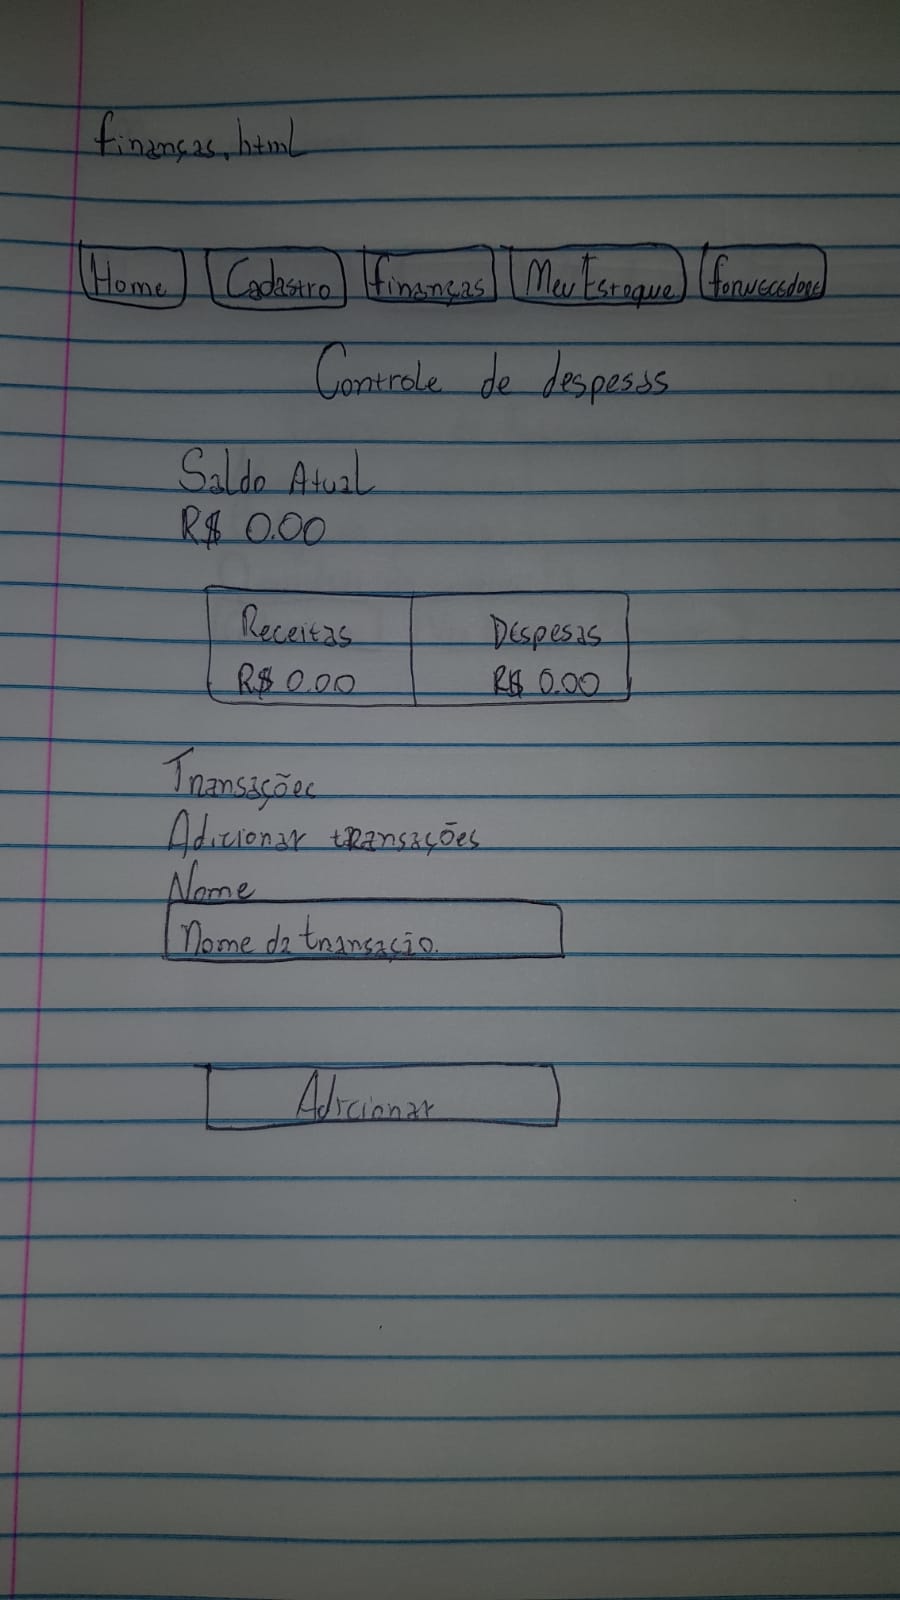 finanças.html
Home Cadastro finanças Meu Estoque fornecedore
Controle de despesas
Saldo Atual
R$ 0.00
Receitas Despesas
R$ 0.00 R$ 0.00
Transações
Adicionar transações
Nome
Nome da transação.
Adicionar